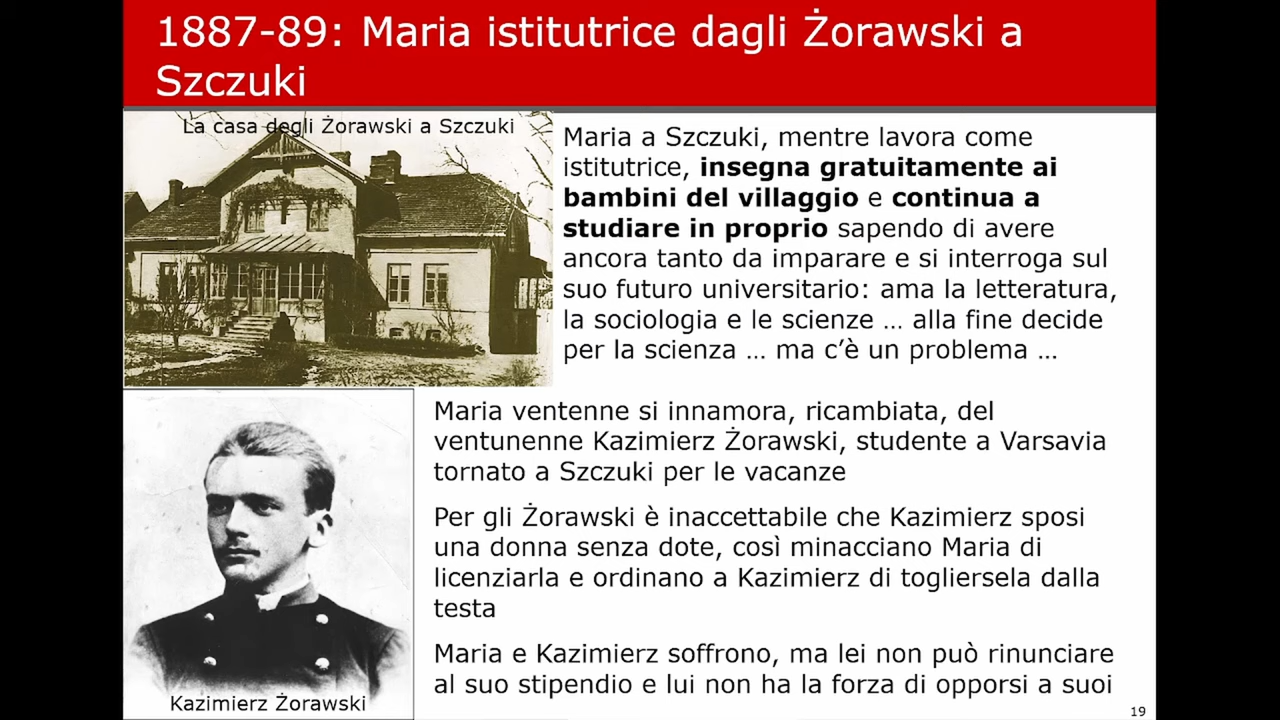 1887-89: Maria istitutrice dagli Żorawski a
Szczuki
La casa degli Żorawski a Szczuki
Maria a Szczuki, mentre lavora come
istitutrice, insegna gratuitamente ai
bambini del villaggio e continua a
studiare in proprio sapendo di avere
ancora tanto da imparare e si interroga sul
suo futuro universitario: ama la letteratura,
la sociologia e le scienze … alla fine decide
per la scienza … ma c’è un problema …
Maria ventenne si innamora, ricambiata, del
ventunenne Kazimierz Żorawski, studente a Varsavia
tornato a Szczuki per le vacanze
Per gli Żorawski è inaccettabile che Kazimierz sposi
una donna senza dote, così minacciano Maria di
licenziarla e ordinano a Kazimierz di togliersela dalla
testa
Maria e Kazimierz soffrono, ma lei non può rinunciare
al suo stipendio e lui non ha la forza di opporsi a suoi
Kazimierz Żorawski
19